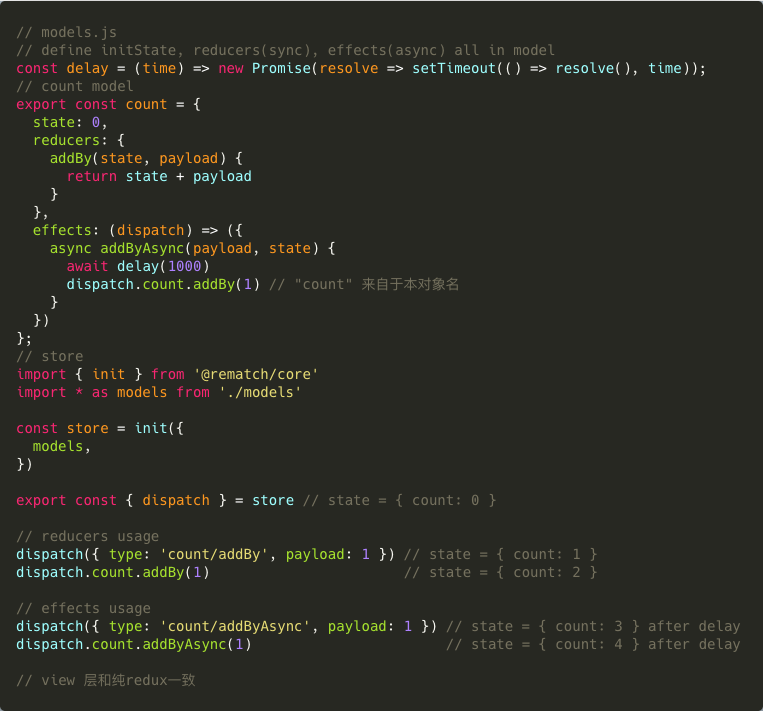 // models.js
// define initState, reducers(sync), effects(async) all in model
const delay = (time) => new Promise(resolve => setTimeout(() => resolve(), time));
// count model
export const count = {
  state: 0,
  reducers: {
    addBy(state, payload) {
      return state + payload
    }
  },
  effects: (dispatch) => ({
    async addByAsync(payload, state) {
      await delay(1000)
      dispatch.count.addBy(1) // "count" 来自于本对象名
    }
  })
};
// store
import { init } from '@rematch/core'
import * as models from './models'

const store = init({
  models,
})

export const { dispatch } = store // state = { count: 0 }

// reducers usage
dispatch({ type: 'count/addBy', payload: 1 }) // state = { count: 1 }
dispatch.count.addBy(1)                       // state = { count: 2 }

// effects usage
dispatch({ type: 'count/addByAsync', payload: 1 }) // state = { count: 3 } after delay
dispatch.count.addByAsync(1)                       // state = { count: 4 } after delay

// view 层和纯redux一致